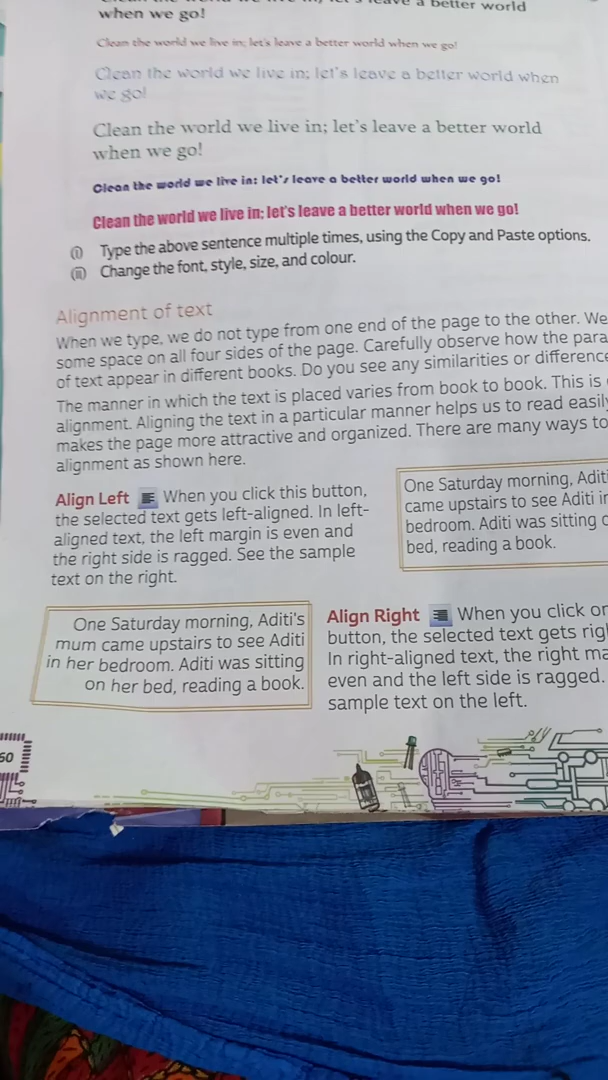 a better world
when we go!
Clean the world we live in; let's leave a better world when we go!
Clean the world we live in; let's leave a better world when
we go!
Clean the world we live in; let's leave a better world
when we go!
Clean the world we live in; let's leave a better world when we go!
Clean the world we live in; let's leave a better world when we go!
(i) Type the above sentence multiple times, using the Copy and Paste options.
(ii) Change the font, style, size, and colour.
Alignment of text
When we type, we do not type from one end of the page to the other. We
some space on all four sides of the page. Carefully observe how the para
of text appear in different books. Do you see any similarities or difference
The manner in which the text is placed varies from book to book. This is
alignment. Aligning the text in a particular manner helps us to read easily
makes the page more attractive and organized. There are many ways to
alignment as shown here.
Align Left When you click this button,
the selected text gets left-aligned. In left-
aligned text, the left margin is even and
the right side is ragged. See the sample
text on the right.
One Saturday morning, Aditi
came upstairs to see Aditi in
bedroom. Aditi was sitting
bed, reading a book.
One Saturday morning, Aditi's
mum came upstairs to see Aditi
in her bedroom. Aditi was sitting
on her bed, reading a book.
Align Right When you click
button, the selected text gets
In right-aligned text, the right
even and the left side is ragged.
sample text on the left.
60